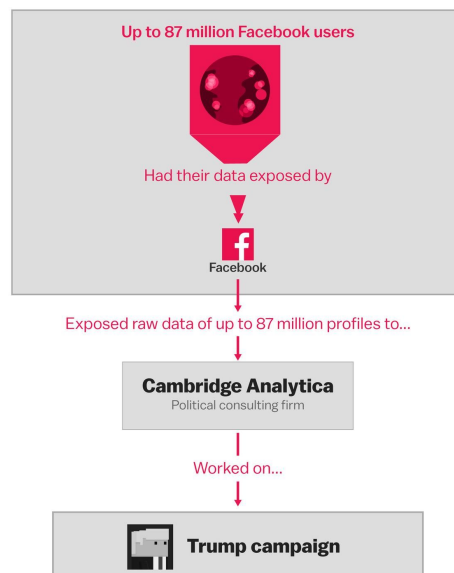 Up to 87 million Facebook users
Had their data exposed by
f
Facebook
Exposed raw data of up to 87 million profiles to...
Cambridge Analytica
Political consulting firm
Worked on...
Trump campaign